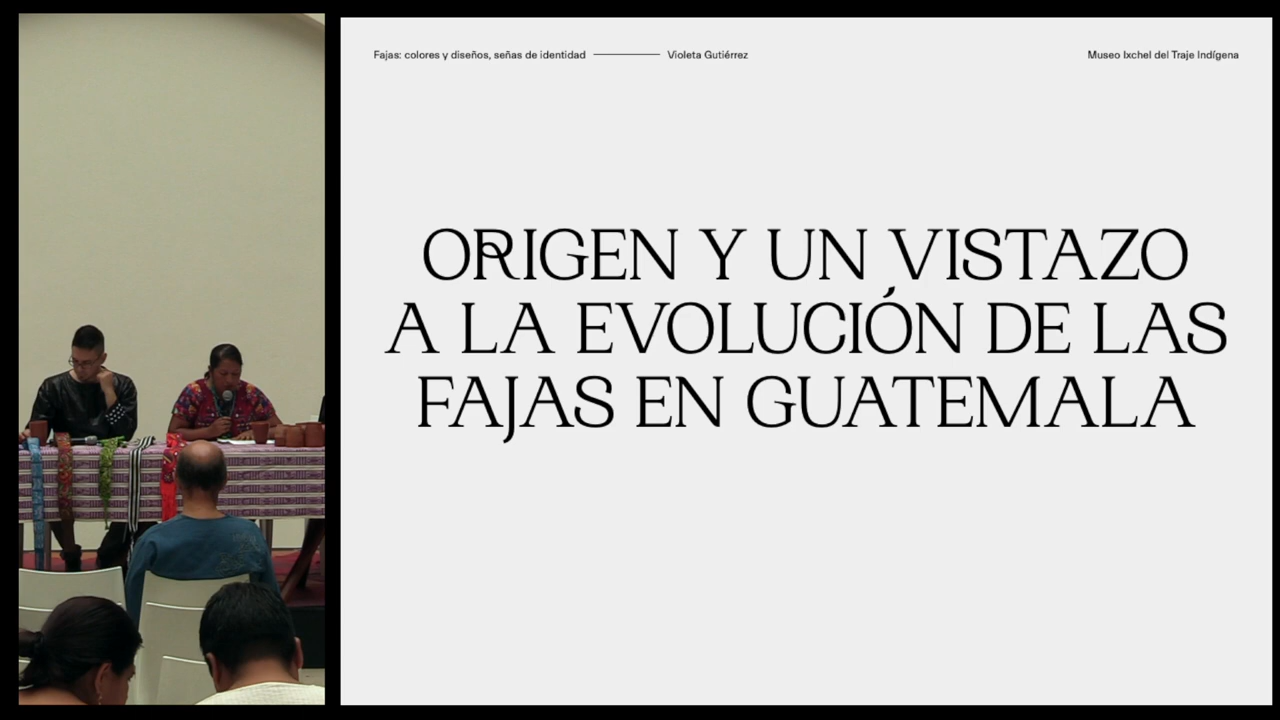 Fajas: colores y diseños, señas de identidad Violeta Gutiérrez Museo Ixchel del Traje Indígena
ORIGEN Y UN VISTAZO
A LA EVOLUCIÓN DE LAS
FAJAS EN GUATEMALA